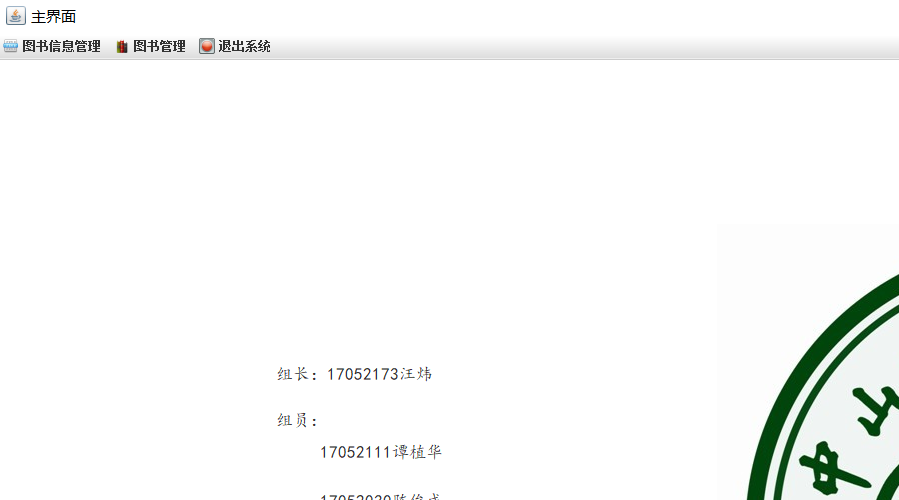 主界面
图书信息管理 图书管理 退出系统
组长：17052173汪炜
组员：
17052111谭植华
中山